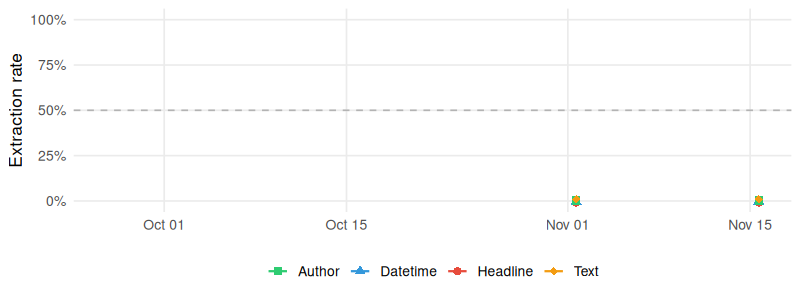 100%
75%
50%
25%
0%
Extraction rate
Oct 01 Oct 15 Nov 01 Nov 15
Author Datetime Headline Text